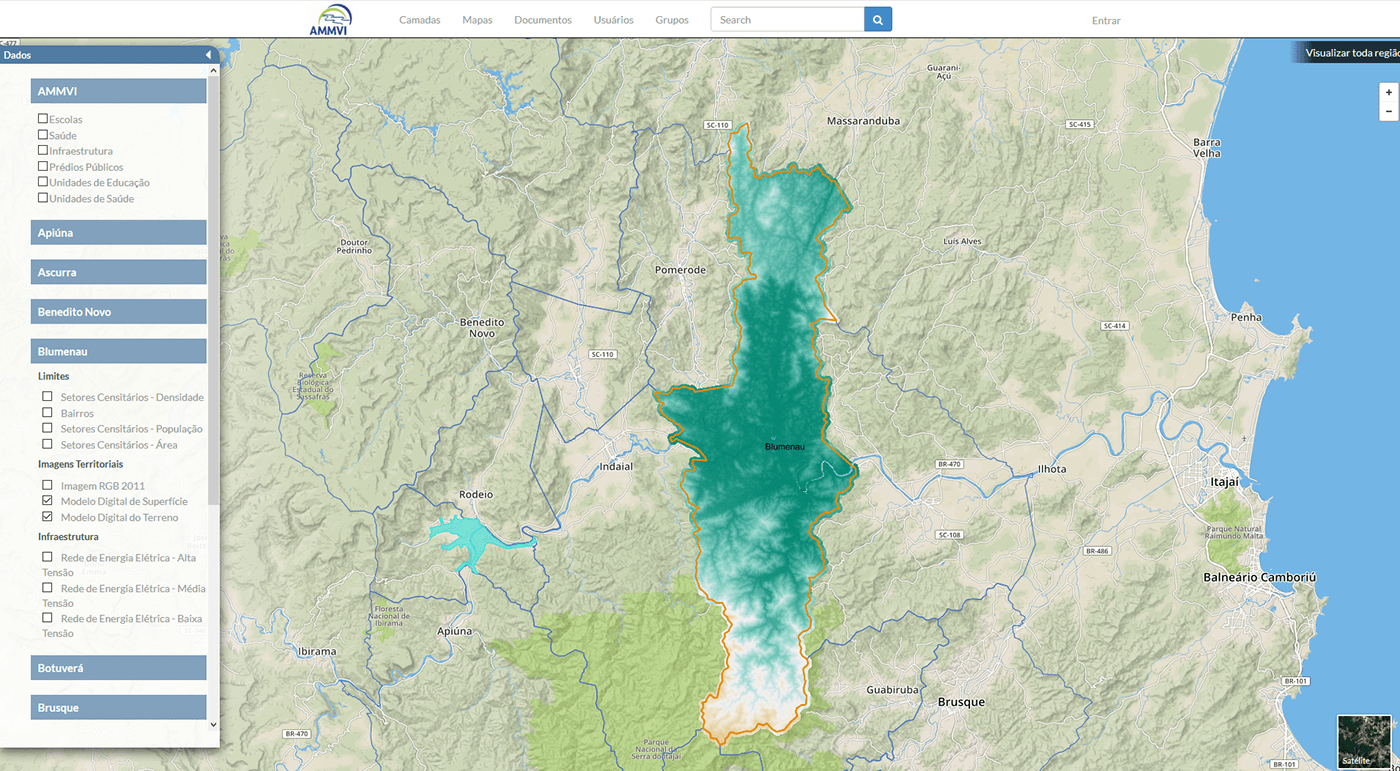 AMMVI
Camadas Mapas Documentos Usuários Grupos Search Entrar
Dados
Visualizar toda região
AMMVI
Escolas
Saúde
Infraestrutura
Prédios Públicos
Unidades de Educação
Unidades de Saúde
Apiúna
Ascurra
Benedito Novo
Blumenau
Limites
Setores Censitários - Densidade
Bairros
Setores Censitários - População
Setores Censitários - Área
Imagens Territoriais
Imagem RGB 2011
Modelo Digital de Superfície
Modelo Digital do Terreno
Infraestrutura
Rede de Energia Elétrica - Alta
Tensão
Rede de Energia Elétrica - Média
Tensão
Rede de Energia Elétrica - Baixa
Tensão
Botuverá
Brusque
SC-477
Guarani-
Açú
SC-110
Massaranduba
SC-415
Barra
Velha
+
-
Doutor
Pedrinho
Luís Alves
Pomerode
Benedito
Novo
Penha
SC-414
SC-110
Reserva
Biológica
Estadual do
Sassafrás
Blumenau
Indaial
BR-470
Ilhota
Itajaí
Rodeio
SC-108
Parque Natural
Raimundo Malta
BR-486
Balneário Camboriú
Floresta
Nacional de
Ibirama
Apiúna
Ibirama
Guabiruba
Brusque
BR-101
BR-470
Parque
Nacional da
Serra do Itajaí
BR-101
Satélite